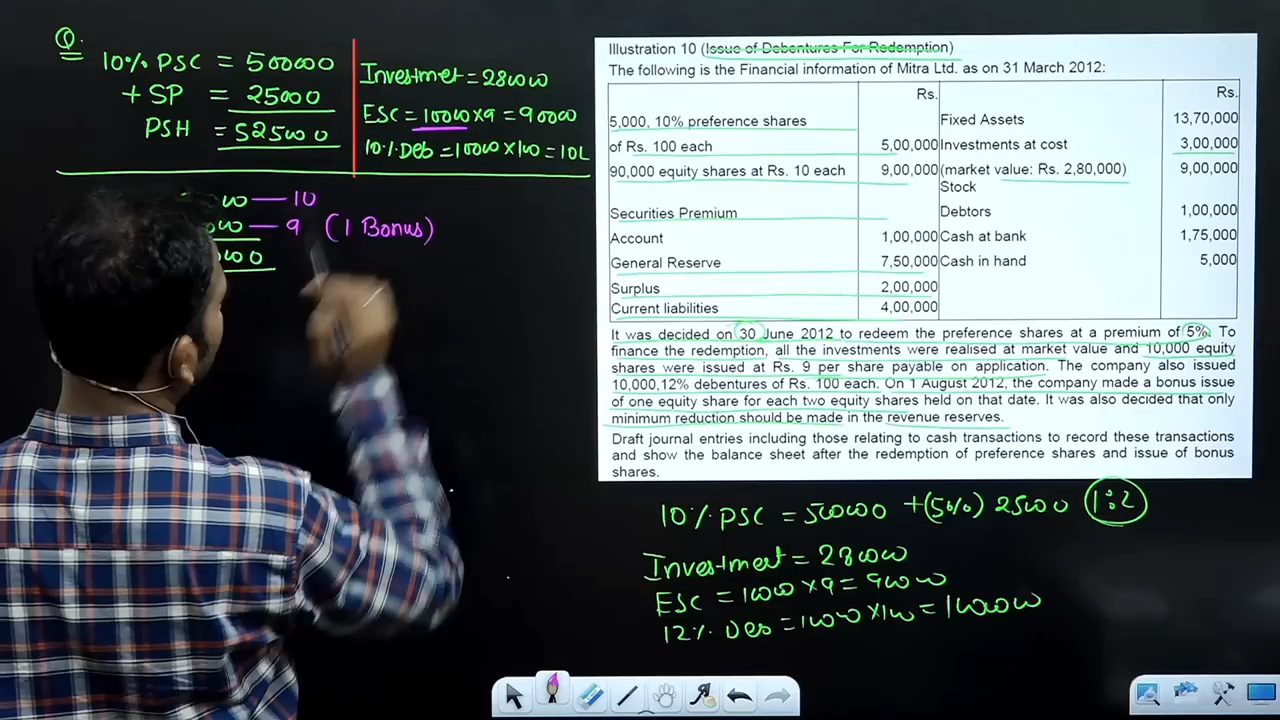 Q.
10% PSC = 500000
+ SP = 25000
PSH = 525000
Investmet = 280000
ESC = 10000 x 9 = 90000
10% Deb = 10000 x 100 = 10L
— 10
— 9 (1 Bonus)
Illustration 10 (Issue of Debentures For Redemption)
The following is the Financial information of Mitra Ltd. as on 31 March 2012:
Rs. Rs.
5,000, 10% preference shares Fixed Assets 13,70,000
of Rs. 100 each 5,00,000 Investments at cost 3,00,000
90,000 equity shares at Rs. 10 each 9,00,000 (market value: Rs. 2,80,000) 9,00,000
Stock
Securities Premium Debtors 1,00,000
Account 1,00,000 Cash at bank 1,75,000
General Reserve 7,50,000 Cash in hand 5,000
Surplus 2,00,000
Current liabilities 4,00,000
It was decided on 30 June 2012 to redeem the preference shares at a premium of 5%. To
finance the redemption, all the investments were realised at market value and 10,000 equity
shares were issued at Rs. 9 per share payable on application. The company also issued
10,000,12% debentures of Rs. 100 each. On 1 August 2012, the company made a bonus issue
of one equity share for each two equity shares held on that date. It was also decided that only
minimum reduction should be made in the revenue reserves.
Draft journal entries including those relating to cash transactions to record these transactions
and show the balance sheet after the redemption of preference shares and issue of bonus
shares.
10% PSC = 500000 + (5%) 25000 1:2
Investment = 280000
ESC = 10000 x 9 = 90000
12% Deb = 10000 x 100 = 1000000